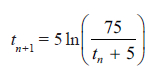 t_{n+1} = 5 ln(75 / (t_n + 5))